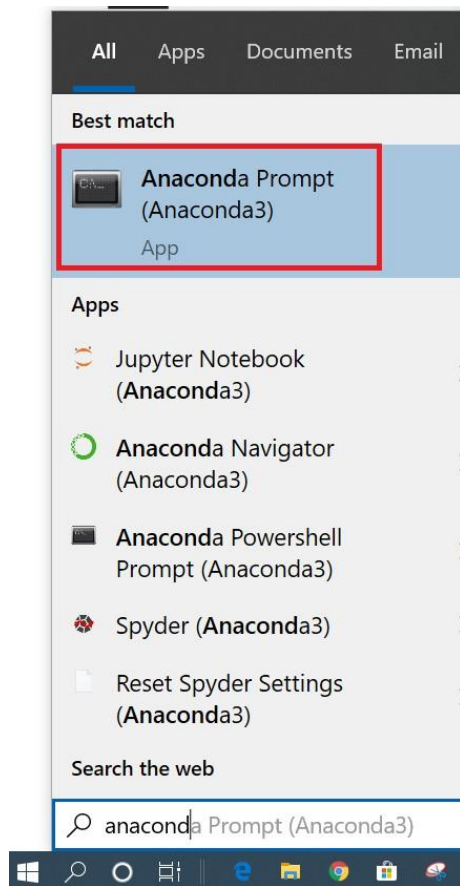 All Apps Documents Email
Best match
Anaconda Prompt
(Anaconda3)
App
Apps
Jupyter Notebook
(Anaconda3)
Anaconda Navigator
(Anaconda3)
Anaconda Powershell
Prompt (Anaconda3)
Spyder (Anaconda3)
Reset Spyder Settings
(Anaconda3)
Search the web
anaconda Prompt (Anaconda3)